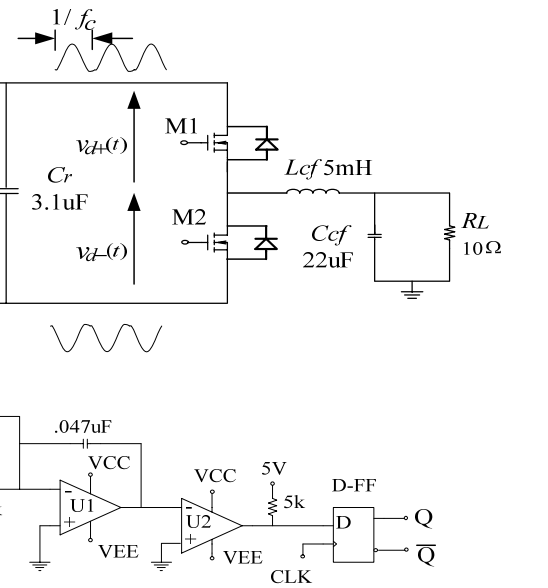 1/ fc
M1
vd+(t)
Lcf 5mH
Cr
3.1uF
M2
vd–(t)
Ccf
22uF
RL
10Ω
.047uF
VCC
U1
VEE
VCC
U2
VEE
5V
5k
D-FF
D
Q
Q̅
CLK
- +
- +